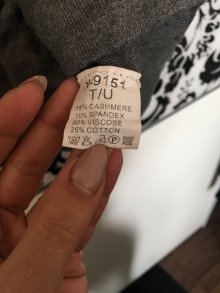 9151
T/U
15% CASHMERE
10% SPANDEX
50% VISCOSE
25% COTTON